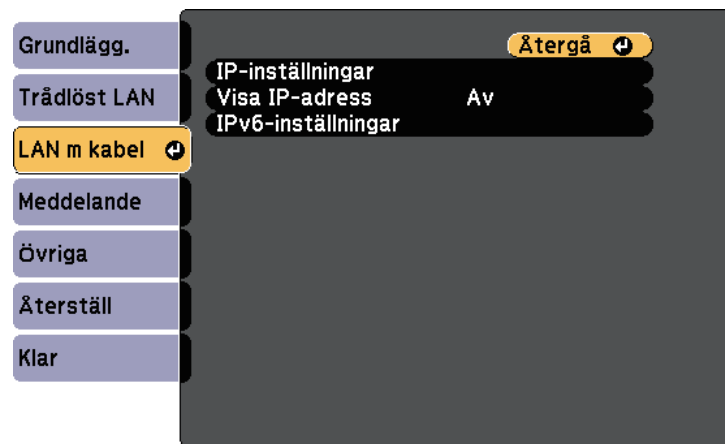 Grundlägg.
Trådlöst LAN
LAN m kabel
Meddelande
Övriga
Återställ
Klar
Återgå
IP-inställningar
Visa IP-adress Av
IPv6-inställningar